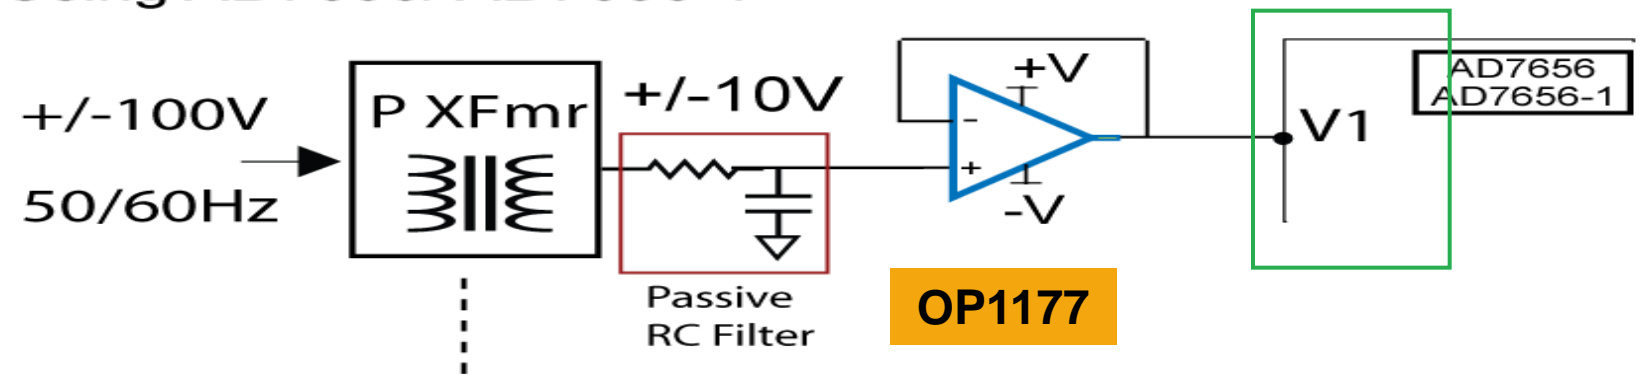 +/-100V
50/60Hz
P XFmr
+/-10V
Passive
RC Filter
+V
-
+
-V
OP1177
V1
AD7656
AD7656-1